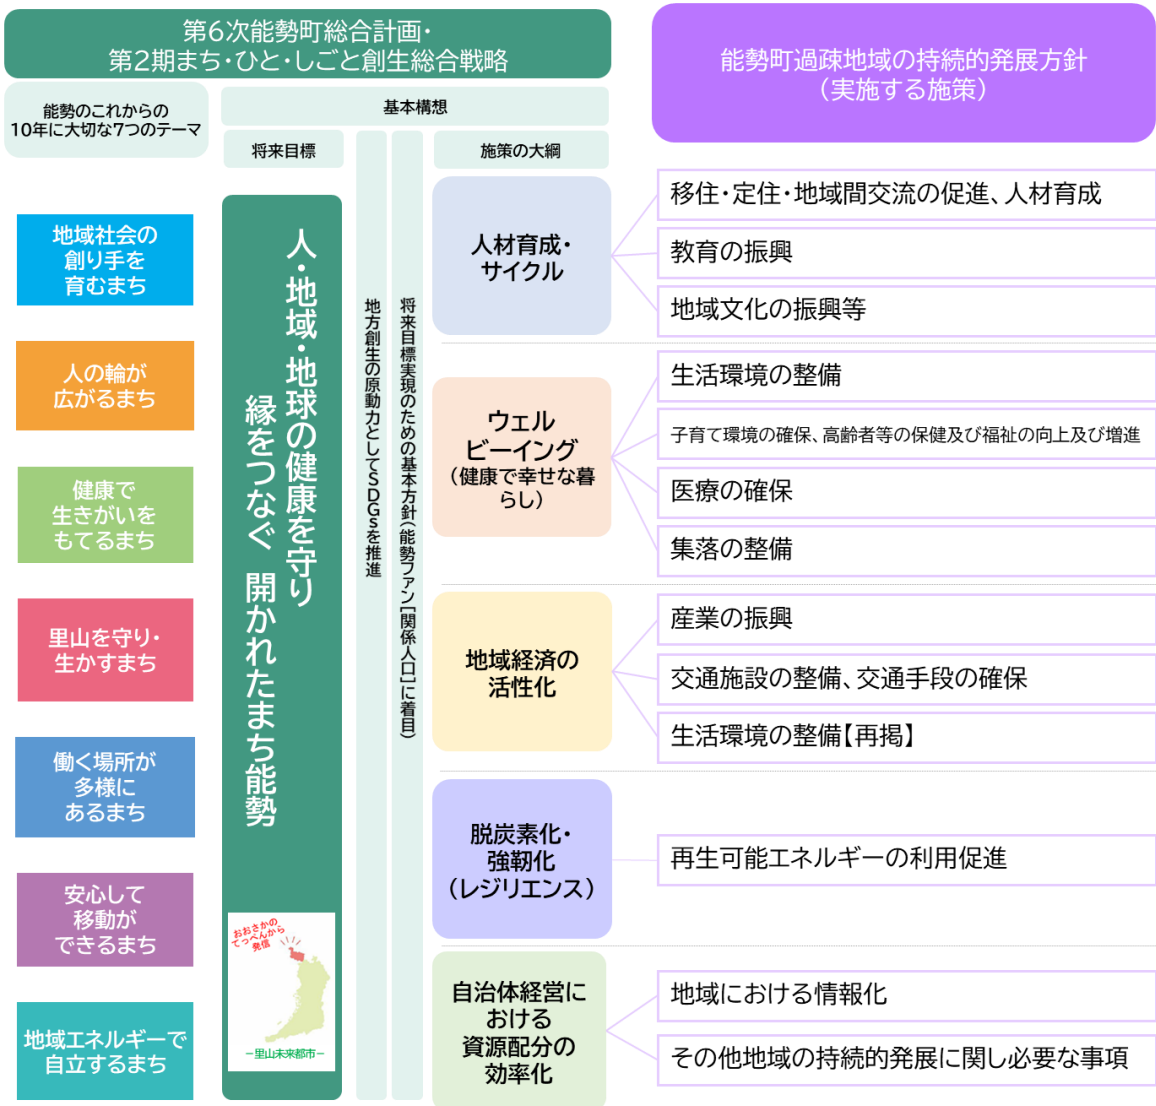 第6次能勢町総合計画・
第2期まち・ひと・しごと創生総合戦略
能勢町過疎地域の持続的発展方針
（実施する施策）
能勢のこれからの
10年に大切な7つのテーマ
基本構想
将来目標
施策の大綱
地域社会の
創り手を
育むまち
人の輪が
広がるまち
健康で
生きがいを
もてるまち
里山を守り・
生かすまち
働く場所が
多様に
あるまち
安心して
移動が
できるまち
地域エネルギーで
自立するまち
人・地域・地球の健康を守り
縁をつなぐ 開かれたまち能勢
おおさかの
てっぺんから
発信
－里山未来都市－
地方創生の原動力としてSDGsを推進
将来目標実現のための基本方針（能勢ファン［関係人口］に着目）
人材育成・
サイクル
移住・定住・地域間交流の促進、人材育成
教育の振興
地域文化の振興等
ウェル
ビーイング
（健康で幸せな暮
らし）
生活環境の整備
子育て環境の確保、高齢者等の保健及び福祉の向上及び増進
医療の確保
集落の整備
地域経済の
活性化
産業の振興
交通施設の整備、交通手段の確保
生活環境の整備【再掲】
脱炭素化・
強靭化
（レジリエンス）
再生可能エネルギーの利用促進
自治体経営に
おける
資源配分の
効率化
地域における情報化
その他地域の持続的発展に関し必要な事項